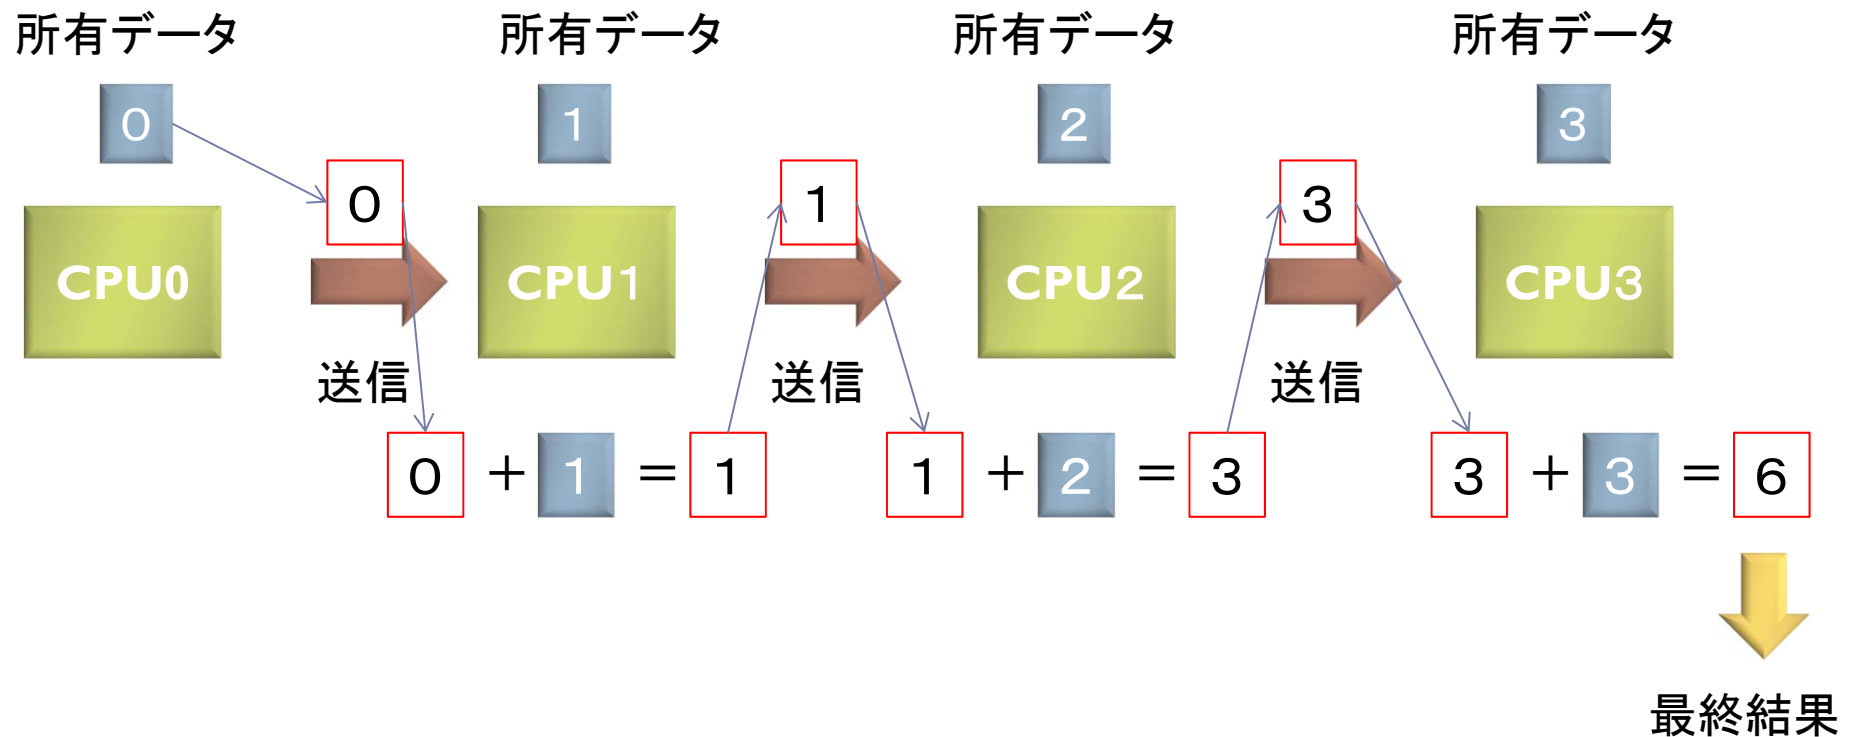 所有データ 所有データ 所有データ 所有データ
0 1 2 3
0 1 3
CPU0 CPU1 CPU2 CPU3
送信 送信 送信
0 + 1 = 1 1 + 2 = 3 3 + 3 = 6
最終結果